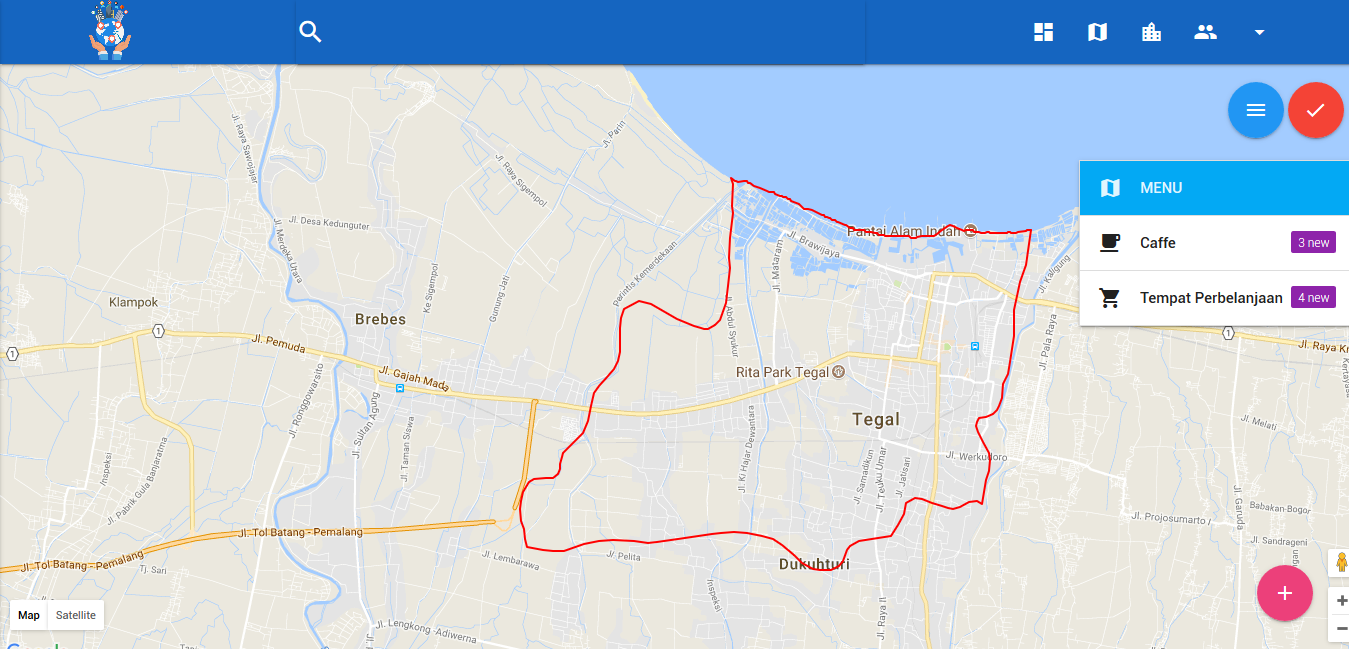 MENU
Caffe
3 new
Tempat Perbelanjaan
4 new
Jl. Parin
Jl. Raya Sawojajar
Jl. Raya Sigempol
Jl. Desa Kedunguter
Jl. Merdeka Utara
Ke Sigempol
Gunung Jati
Perintis Kemerdekaan
Pantai Alam Indah
Jl. Brawijaya
Jl. Mataram
Jl. Kaligung
Klampok
Brebes
1
1
1
Jl. Pemuda
Jl. Abdul Syukur
Jl. Pala Raya
Jl. Raya Kr
Kertayasa
Jl. Gajah Mada
Rita Park Tegal
Tegal
Jl. Ronggowarsito
Jl. Sultan Agung
Jl. Taman Siswa
Jl. Ki Hajar Dewantara
Jl. Melati
Inspeksi
Jl. Pabrik Gula Banjaratma
Jl. Samadikun
Jl. Teuku Umar
Jl. Jatisari
Jl. Werkudoro
Jl. Garuda
Babakan-Bogor
Jl. Projosumarto I
Jl. Sandrageni
Jl. Tol Batang - Pemalang
Jl. Tol Batang - Pemalang
Tj. Sari
Jl. Lembarawa
Jl. Pelita
Dukuhturi
Inspeksi
Jl. Raya II
Jl. Lengkong -Adiwerna
Map
Satellite
Google